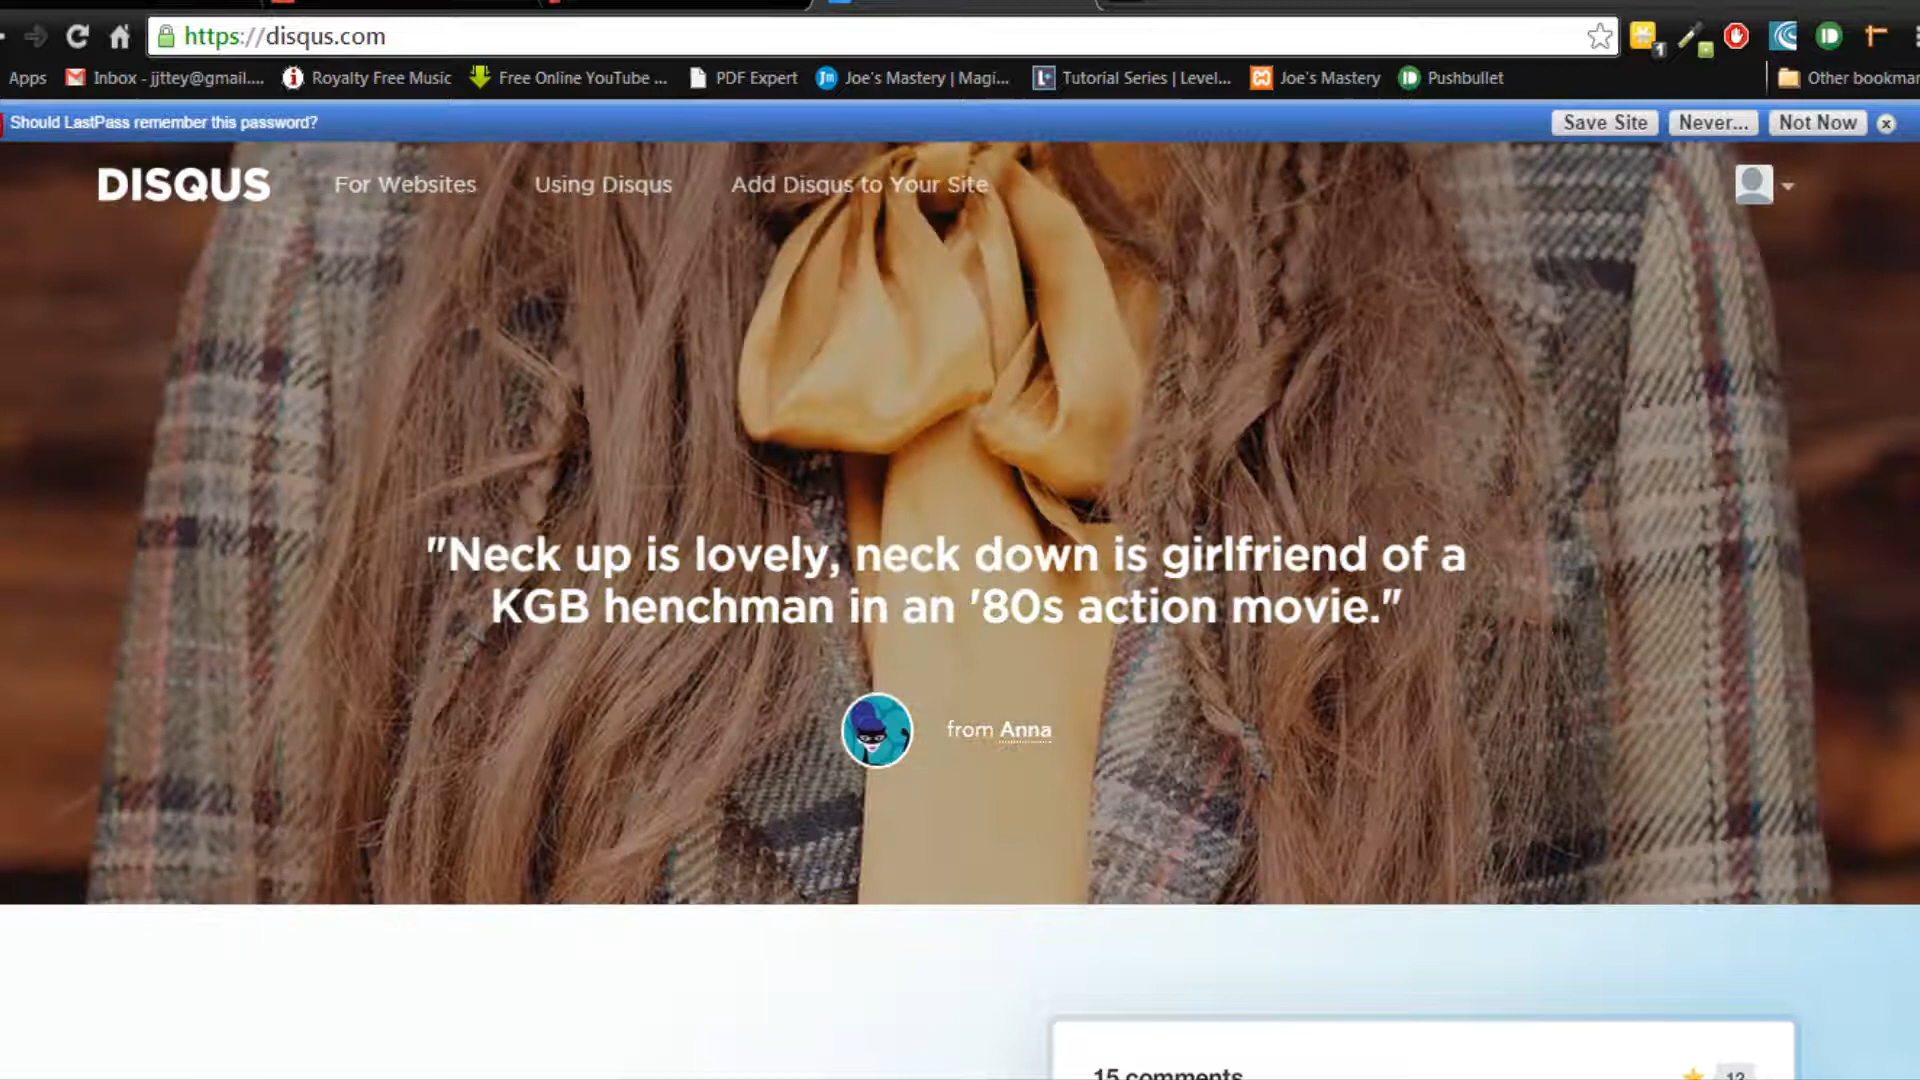 https://disqus.com
1
Apps
Inbox - jjttey@gmail....
Royalty Free Music
Free Online YouTube ...
PDF Expert
Joe's Mastery | Magi...
Tutorial Series | Level...
Joe's Mastery
Pushbullet
Other bookmar
Should LastPass remember this password?
Save Site
Never...
Not Now
DISQUS
For Websites
Using Disqus
Add Disqus to Your Site
"Neck up is lovely, neck down is girlfriend of a
KGB henchman in an '80s action movie."
from Anna
15 comments
12